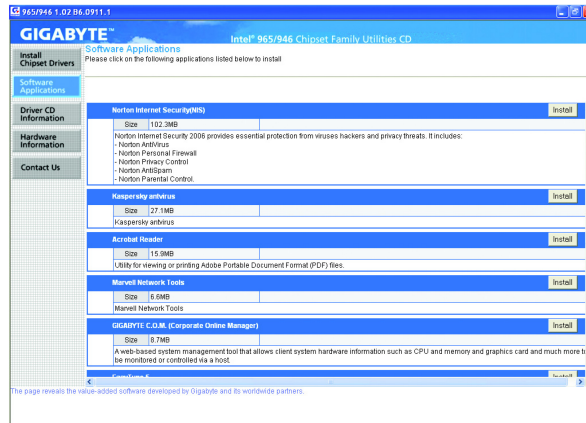 965/946 1.02 B6.0911.1
GIGABYTE™
Intel® 965/946 Chipset Family Utilities CD
Install
Chipset Drivers
Software
Applications
Driver CD
Information
Hardware
Information
Contact Us
Software Applications
Please click on the following applications listed below to install
Norton Internet Security(NIS) Install
Size 102.3MB
Norton Internet Security 2006 provides essential protection from viruses hackers and privacy threats. It includes:
- Norton AntiVirus
- Norton Personal Firewall
- Norton Privacy Control
- Norton AntiSpam
- Norton Parental Control.
Kaspersky antvirus Install
Size 27.1MB
Kaspersky antvirus
Acrobat Reader Install
Size 15.9MB
Utility for viewing or printing Adobe Portable Document Format (PDF) files.
Marvell Network Tools Install
Size 6.6MB
Marvell Network Tools
GIGABYTE C.O.M. (Corporate Online Manager) Install
Size 8.7MB
A web-based system management tool that allows client system hardware information such as CPU and memory and graphics card and much more t
be monitored or controlled via a host.
The page reveals the value-added software developed by Gigabyte and its worldwide partners.